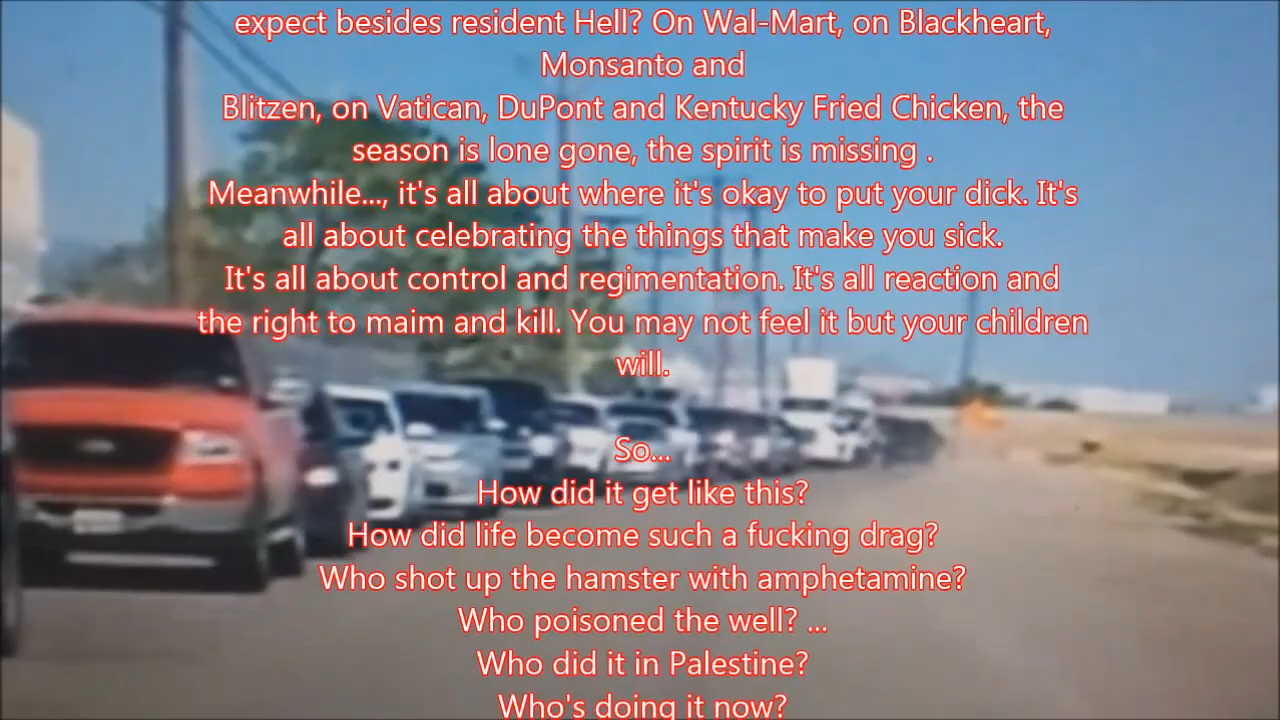 expect besides resident Hell? On Wal-Mart, on Blackheart,
Monsanto and
Blitzen, on Vatican, DuPont and Kentucky Fried Chicken, the
season is lone gone, the spirit is missing .
Meanwhile..., it's all about where it's okay to put your dick. It's
all about celebrating the things that make you sick.
It's all about control and regimentation. It's all reaction and
the right to maim and kill. You may not feel it but your children
will.
So...
How did it get like this?
How did life become such a fucking drag?
Who shot up the hamster with amphetamine?
Who poisoned the well? ...
Who did it in Palestine?
Who's doing it now?